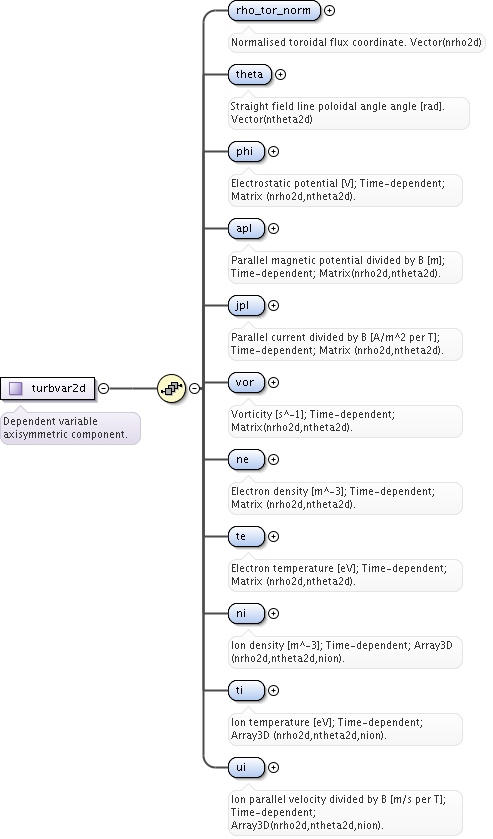 rho_tor_norm
Normalised toroidal flux coordinate. Vector(nrho2d)
theta
Straight field line poloidal angle angle [rad].
Vector(ntheta2d)
phi
Electrostatic potential [V]; Time-dependent;
Matrix (nrho2d,ntheta2d).
apl
Parallel magnetic potential divided by B [m];
Time-dependent; Matrix(nrho2d,ntheta2d).
jpl
Parallel current divided by B [A/m^2 per T];
Time-dependent; Matrix (nrho2d,ntheta2d).
turbvar2d
Dependent variable
axisymmetric component.
vor
Vorticity [s^-1]; Time-dependent;
Matrix(nrho2d,ntheta2d).
ne
Electron density [m^-3]; Time-dependent;
Matrix (nrho2d,ntheta2d).
te
Electron temperature [eV]; Time-dependent;
Matrix (nrho2d,ntheta2d).
ni
Ion density [m^-3]; Time-dependent; Array3D
(nrho2d,ntheta2d,nion).
ti
Ion temperature [eV]; Time-dependent;
Array3D (nrho2d,ntheta2d,nion).
ui
Ion parallel velocity divided by B [m/s per T];
Time-dependent;
Array3D(nrho2d,ntheta2d,nion).